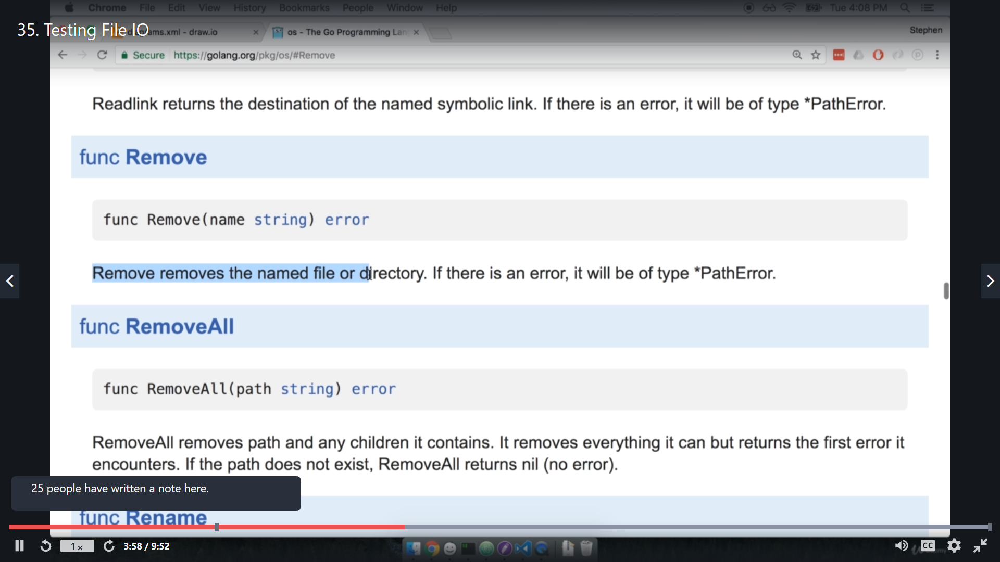 Chrome File Edit View History Bookmarks People Window Help Tue 4:08 PM
35. Testing File IO
.xml - draw.io
os - The Go Programming Lan
Stephen
Secure https://golang.org/pkg/os/#Remove
Readlink returns the destination of the named symbolic link. If there is an error, it will be of type *PathError.
func Remove
func Remove(name string) error
Remove removes the named file or directory. If there is an error, it will be of type *PathError.
func RemoveAll
func RemoveAll(path string) error
RemoveAll removes path and any children it contains. It removes everything it can but returns the first error it
encounters. If the path does not exist, RemoveAll returns nil (no error).
25 people have written a note here.
func Rename
1x
3:58 / 9:52
CC